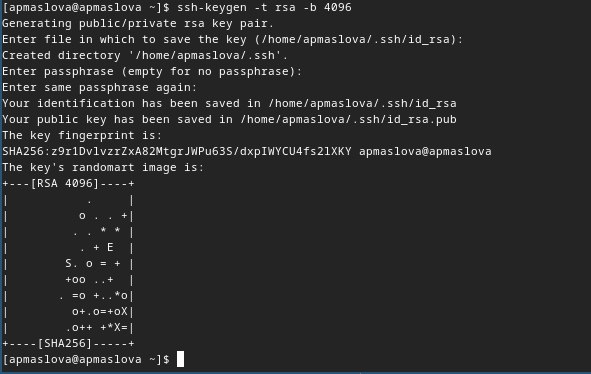 [apmaslova@apmaslova ~]$ ssh-keygen -t rsa -b 4096
Generating public/private rsa key pair.
Enter file in which to save the key (/home/apmaslova/.ssh/id_rsa):
Created directory '/home/apmaslova/.ssh'.
Enter passphrase (empty for no passphrase):
Enter same passphrase again:
Your identification has been saved in /home/apmaslova/.ssh/id_rsa
Your public key has been saved in /home/apmaslova/.ssh/id_rsa.pub
The key fingerprint is:
SHA256:z9r1DvlvzrZxA82MtgrJWPu63S/dxpIWYCU4fs2lXKY apmaslova@apmaslova
The key's randomart image is:
+---[RSA 4096]----+
|           .     |
|          o . . +|
|         . . * * |
|          . + E  |
|        S. o = + |
|        +oo ..+  |
|       . =o +..*o|
|         o+.o=+oX|
|        .o++ +*X=|
+----[SHA256]-----+
[apmaslova@apmaslova ~]$